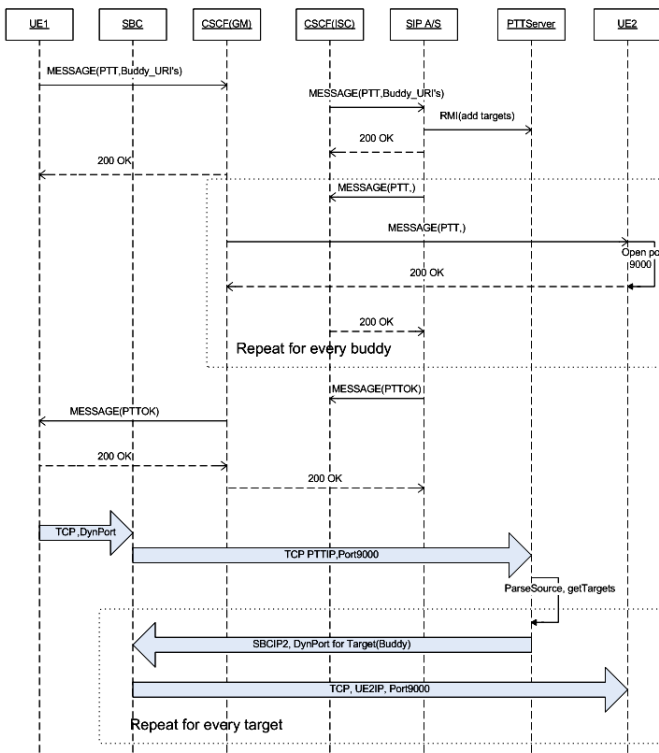 UE1
SBC
CSCF(GM)
CSCF(ISC)
SIP A/S
PTTServer
UE2
MESSAGE(PTT,Buddy_URI's)
MESSAGE(PTT,Buddy_URI's)
RMI(add targets)
200 OK
200 OK
MESSAGE(PTT,)
MESSAGE(PTT,)
Open po
9000
200 OK
200 OK
Repeat for every buddy
MESSAGE(PTTOK)
MESSAGE(PTTOK)
200 OK
200 OK
TCP ,DynPort
TCP PTTIP,Port9000
ParseSource, getTargets
SBCIP2, DynPort for Target(Buddy)
TCP, UE2IP, Port9000
Repeat for every target